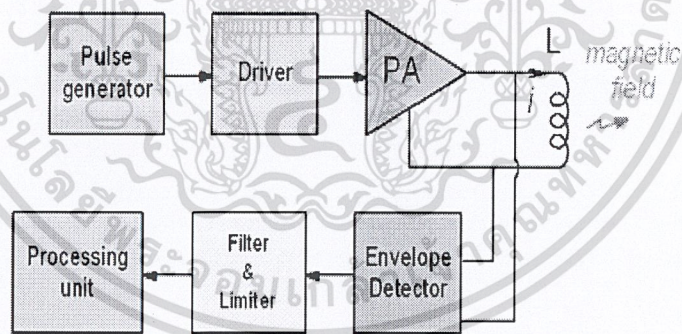 Pulse
generator
Driver
PA
L
i
magnetic
field
Processing
unit
Filter
&
Limiter
Envelope
Detector